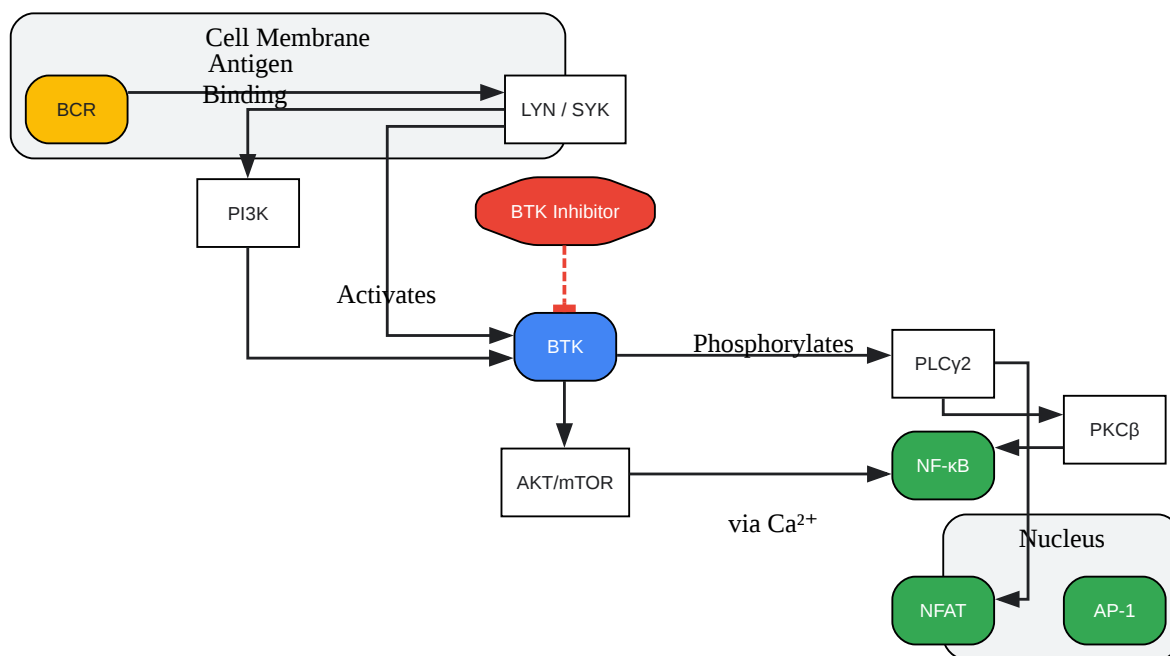 Cell Membrane
Antigen
Binding
BCR
LYN / SYK
PI3K
BTK Inhibitor
Activates
BTK
Phosphorylates
PLCγ2
PKCβ
NF-κB
AKT/mTOR
via Ca²⁺
Nucleus
NFAT
AP-1